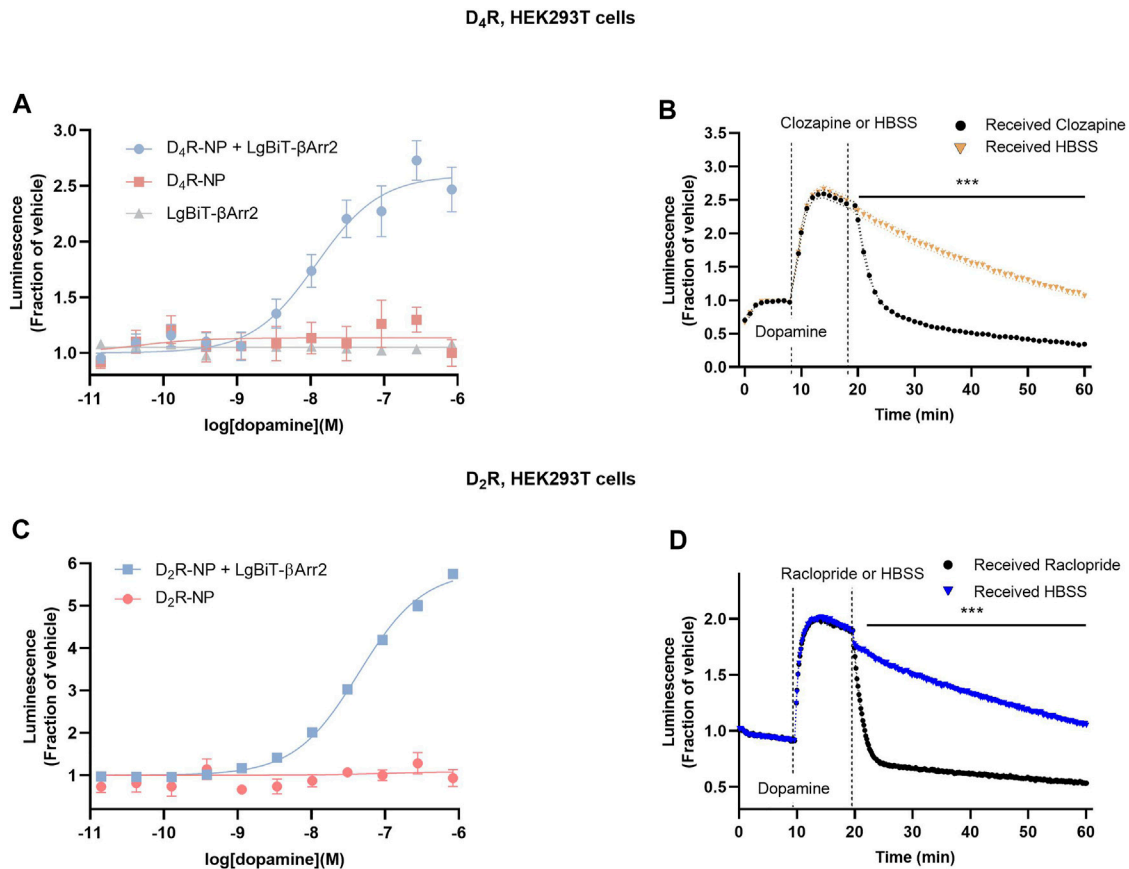 D₄R, HEK293T cells
A
Luminescence
(Fraction of vehicle)
3.0
2.5
2.0
1.5
1.0
D₄R-NP + LgBiT-βArr2
D₄R-NP
LgBiT-βArr2
-11
-10
-9
-8
-7
-6
log[dopamine](M)
B
Luminescence
(Fraction of vehicle)
3.5
3.0
2.5
2.0
1.5
1.0
0.5
0.0
Clozapine or HBSS
Received Clozapine
Received HBSS
***
Dopamine
0
10
20
30
40
50
60
Time (min)
D₂R, HEK293T cells
C
Luminescence
(Fraction of vehicle)
6
5
4
3
2
1
D₂R-NP + LgBiT-βArr2
D₂R-NP
-11
-10
-9
-8
-7
-6
log[dopamine](M)
D
Luminescence
(Fraction of vehicle)
2.0
1.5
1.0
0.5
Raclopride or HBSS
Received Raclopride
Received HBSS
***
Dopamine
0
10
20
30
40
50
60
Time (min)